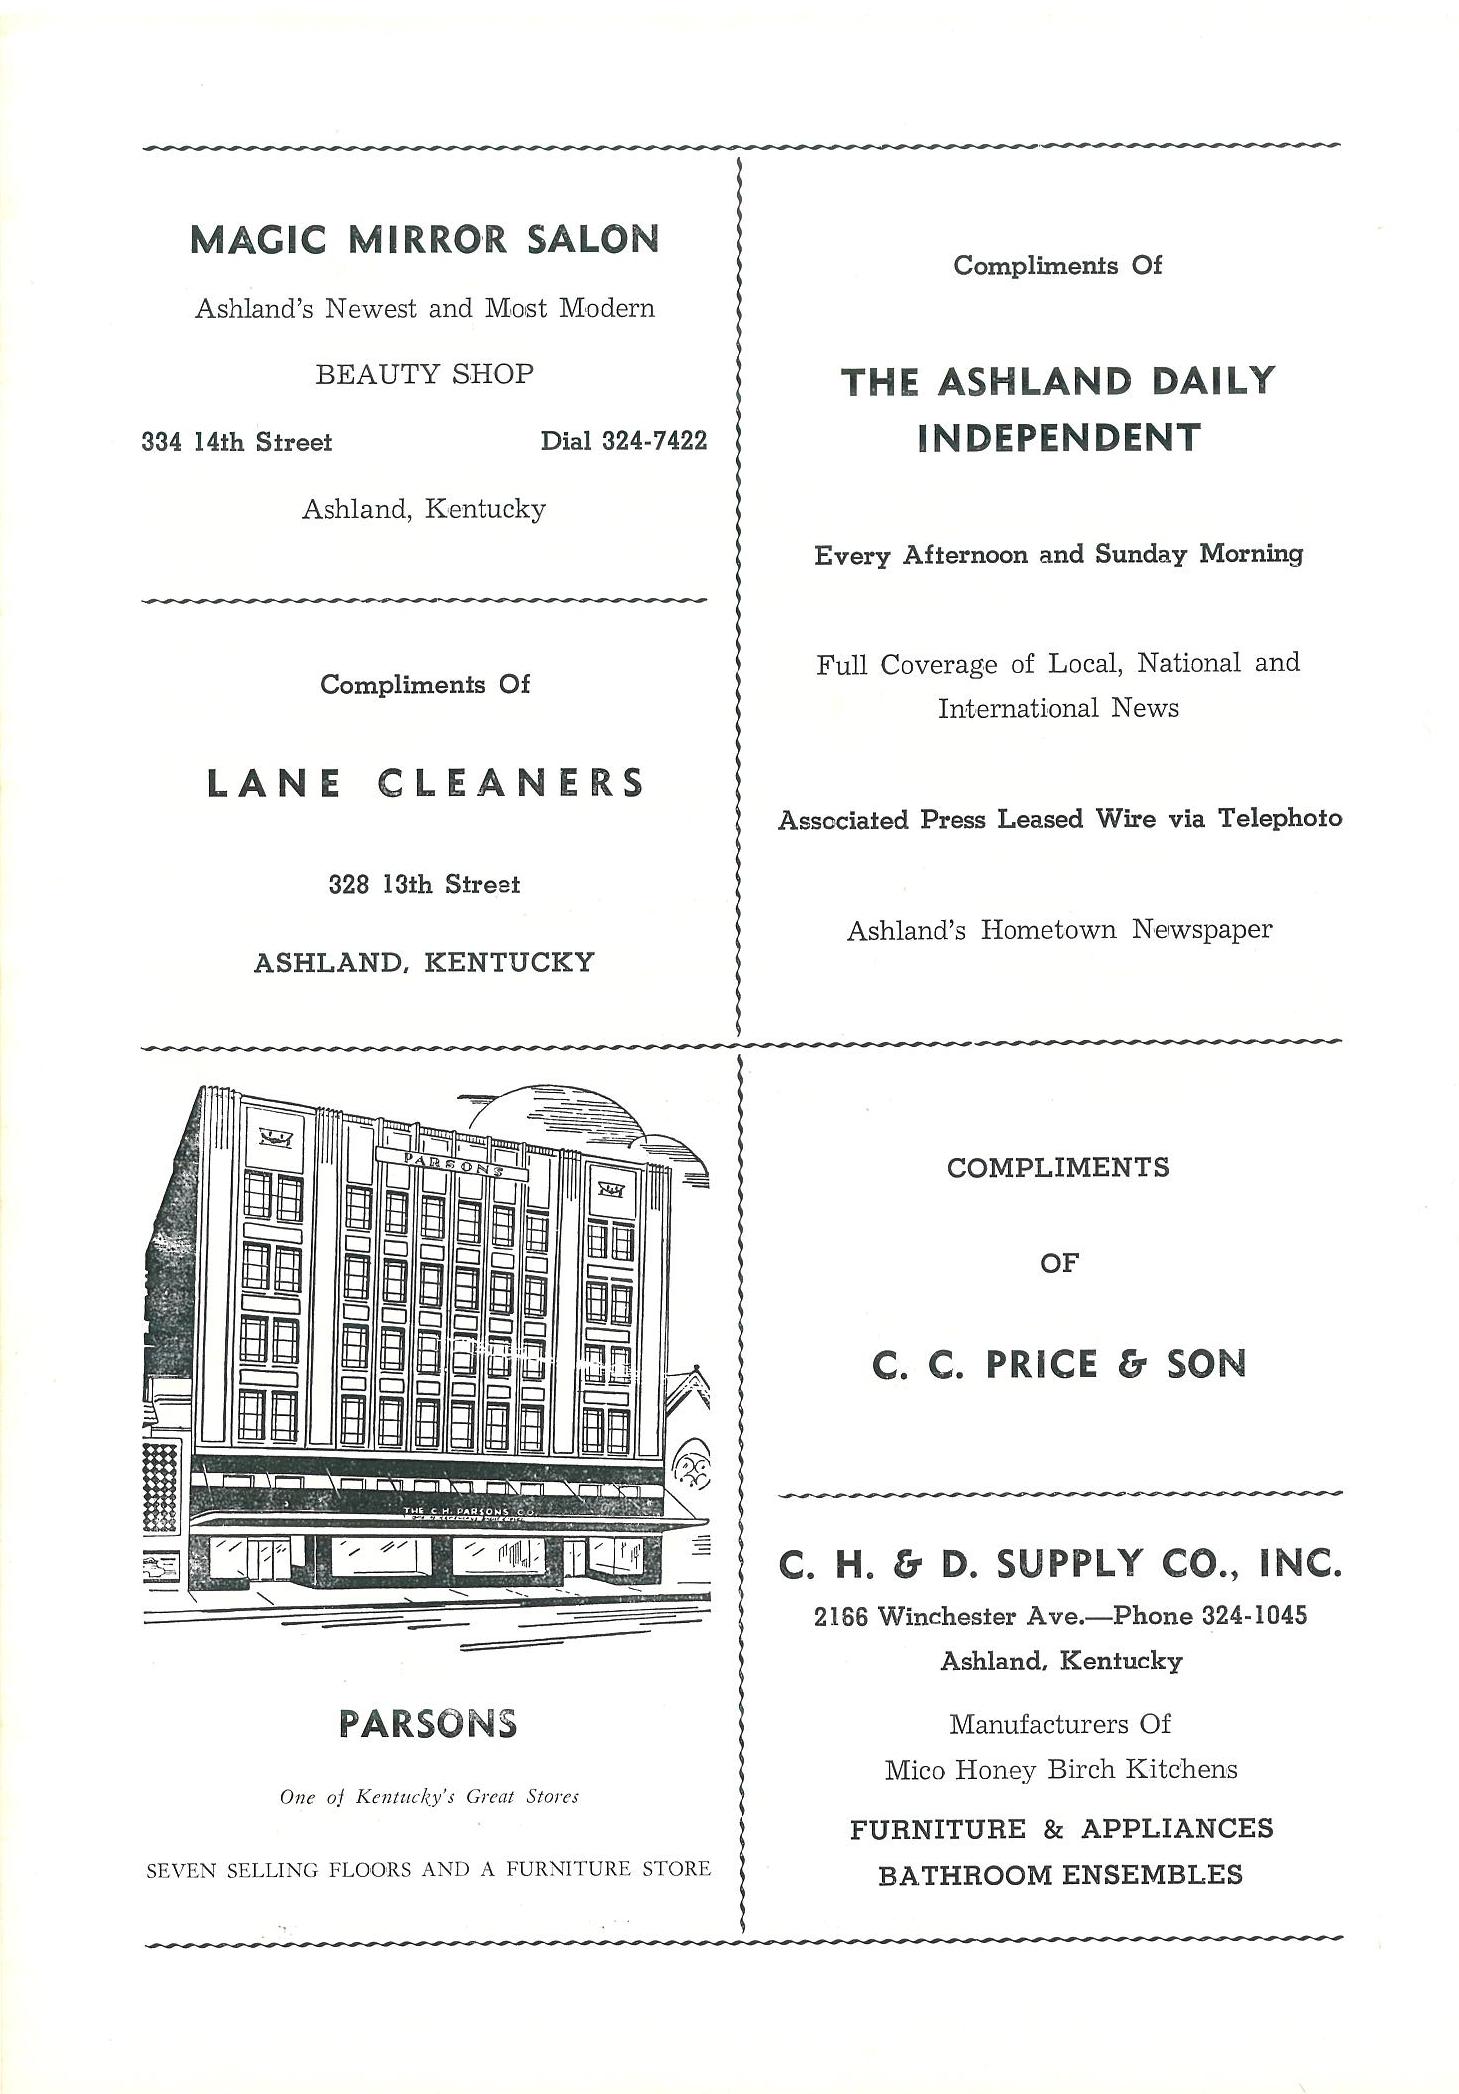 MAGIC MIRROR SALON
Ashland's Newest and Most Modern
BEAUTY SHOP
334 14th Street Dial 324-7422
Ashland, Kentucky
Compliments Of
LANE CLEANERS
328 13th Street
ASHLAND, KENTUCKY
Compliments Of
THE ASHLAND DAILY
INDEPENDENT
Every Afternoon and Sunday Morning
Full Coverage of Local, National and
International News
Associated Press Leased Wire via Telephoto
Ashland's Hometown Newspaper
PARSONS
THE C.H. PARSONS CO.
PARSONS
One of Kentucky's Great Stores
SEVEN SELLING FLOORS AND A FURNITURE STORE
COMPLIMENTS
OF
C. C. PRICE & SON
C. H. & D. SUPPLY CO., INC.
2166 Winchester Ave.—Phone 324-1045
Ashland, Kentucky
Manufacturers Of
Mico Honey Birch Kitchens
FURNITURE & APPLIANCES
BATHROOM ENSEMBLES